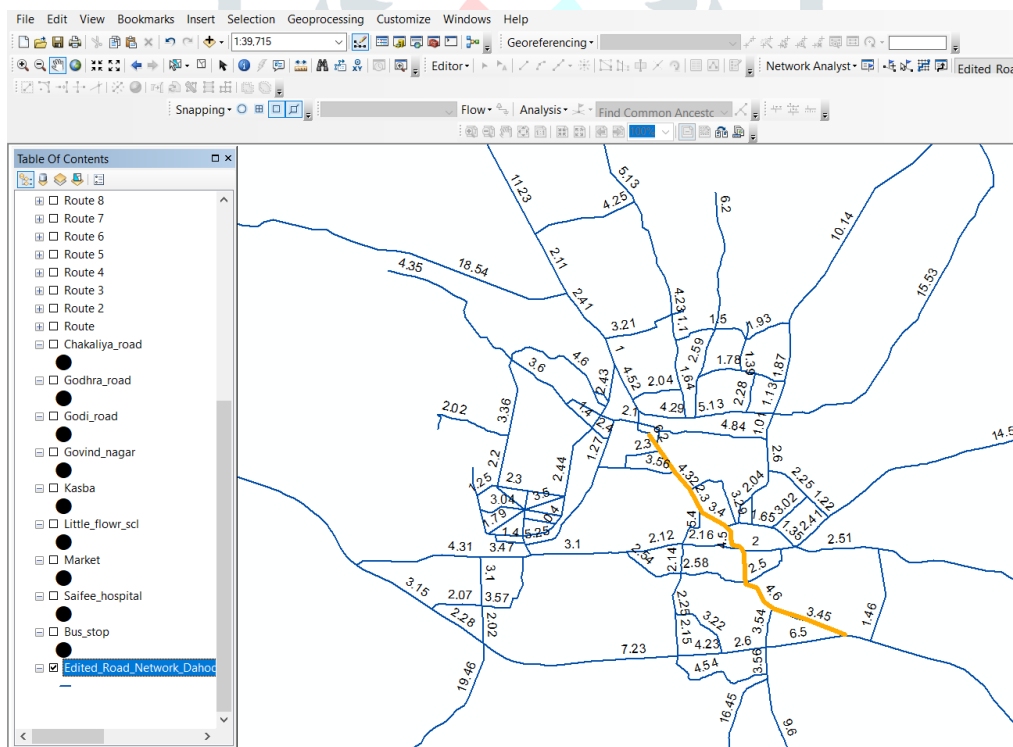 File Edit View Bookmarks Insert Selection Geoprocessing Customize Windows Help
1:39,715 Georeferencing
Editor Network Analyst Edited Roa
Snapping Flow Analysis Find Common Ancestc
100%
Table Of Contents
Route 8
Route 7
Route 6
Route 5
Route 4
Route 3
Route 2
Route
Chakaliya_road
Godhra_road
Godi_road
Govind_nagar
Kasba
Little_flowr_scl
Market
Saifee_hospital
Bus_stop
Edited_Road_Network_Dahod
11.23 5.13 4.25 6.2 10.14
4.35 18.54 2.11 2.41 15.53
4.23 1.1 1.5 1.93
3.21 1 2.59
3.6 4.6 2.43 4.52 2.04 1.64 1.78 1.39 1.87
2.28 1.13
2.02 3.36 1.4 2.4 2.1 4.29 5.13 1.01
4.84 14.5
1.27 2.3 2.6
2.2 2.44 3.56 4.32
1.25 2.3 2.3 3.4 3.29 2.04 2.25 1.22
3.04 3.5 3.02
1.79 1.4 5.25 5.4 1.65 1.35 2.41
4.31 3.47 3.1 2.12 2.16 4.5 2 2.51
2.54 2.14 2.58 2.5
3.1 3.15 2.07 3.57 4.6
2.28 2.02 2.25 2.15 3.22 3.54 3.45 1.46
7.23 4.23 2.6 6.5
19.46 4.54 3.56
16.45 9.6